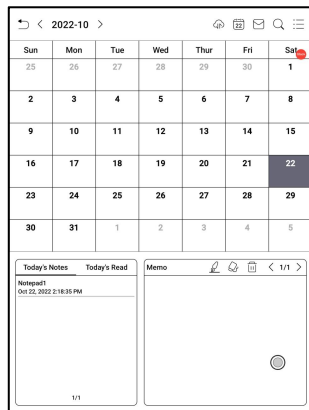 2022-10
22
Sun Mon Tue Wed Thur Fri Sat
25 26 27 28 29 30 1
2 3 4 5 6 7 8
9 10 11 12 13 14 15
16 17 18 19 20 21 22
23 24 25 26 27 28 29
30 31 1 2 3 4 5
Today's Notes Today's Read
Notepad1
Oct 22, 2022 2:18:35 PM
1/1
Memo 1/1